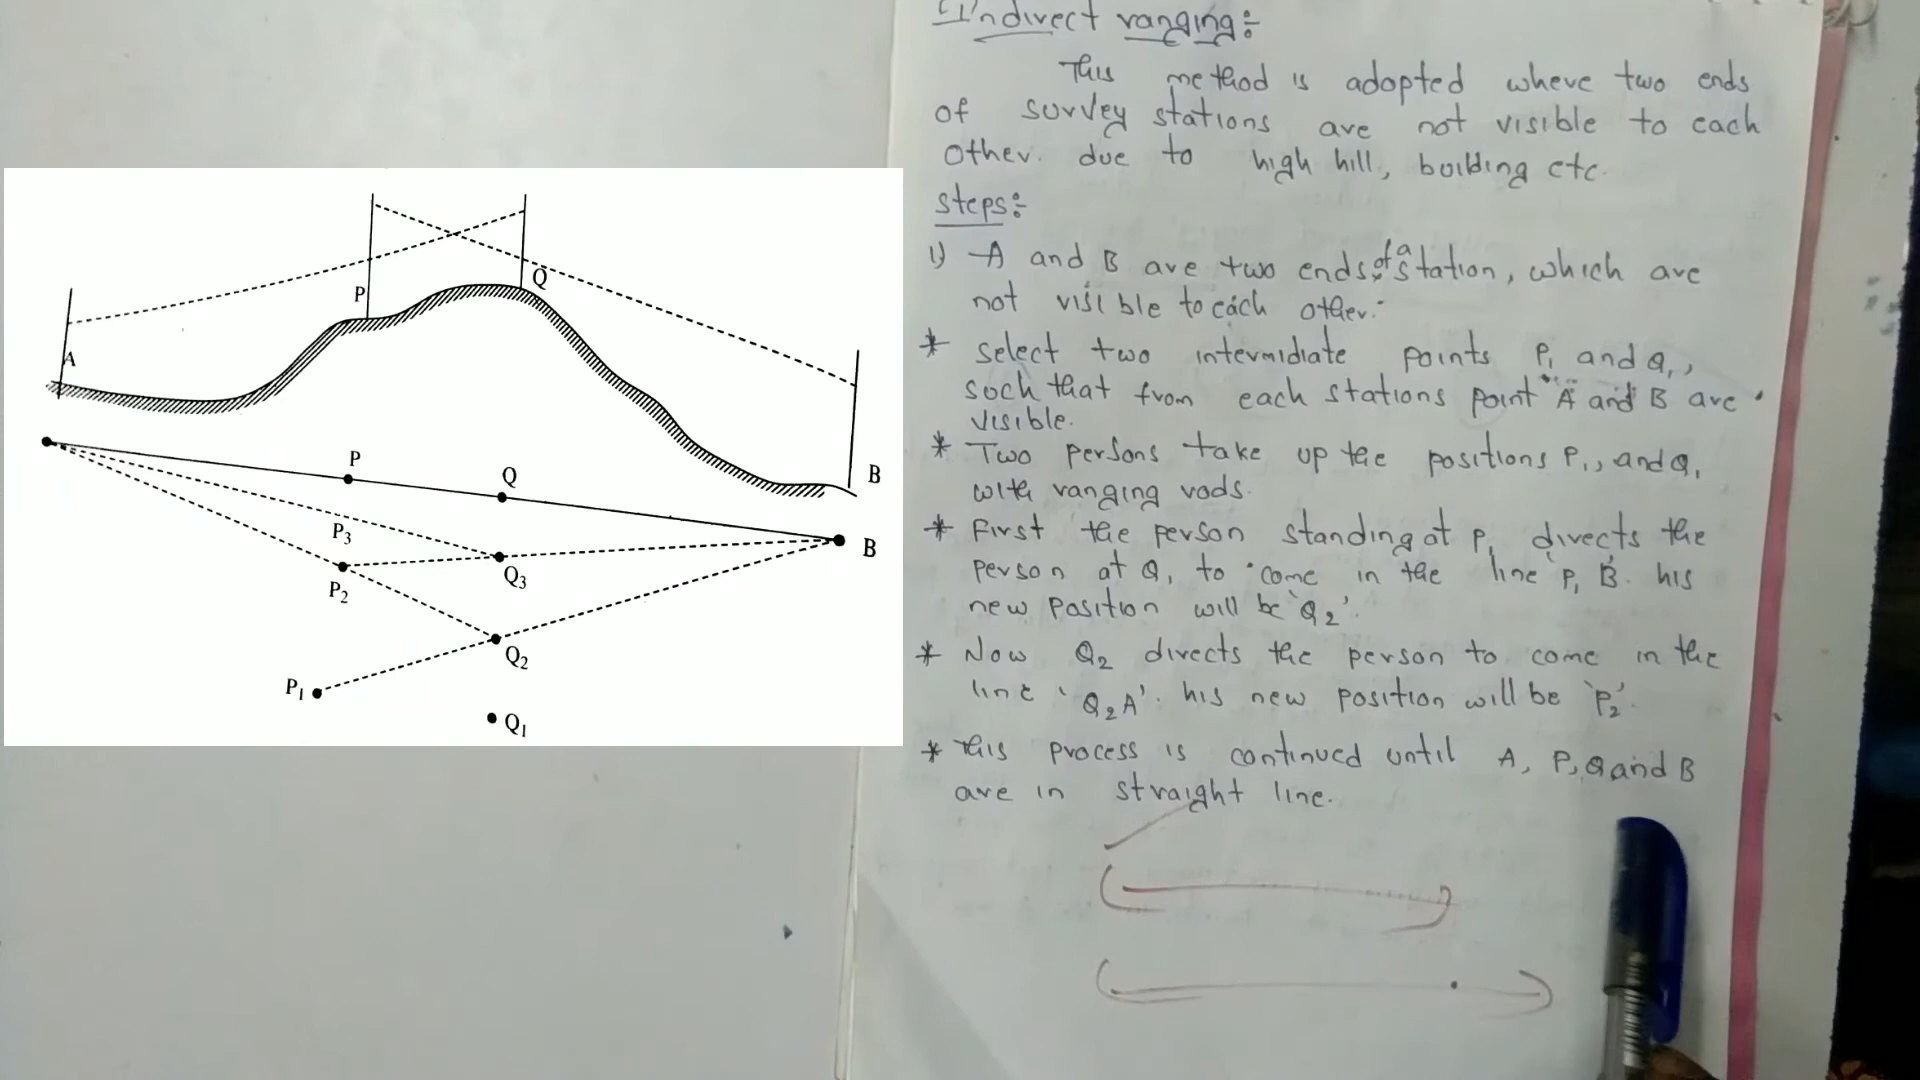 Indirect ranging:
This method is adopted where two ends
of survey stations are not visible to each
other. due to high hill, building etc.
steps:
1) A and B are two ends of a station, which are
not visible to each other.
* select two intermidiate points P1 and Q1,
such that from each stations point A and B are
visible.
* Two persons take up the positions P1, and Q1
with ranging rods.
* First the person standing at P1 directs the
person at Q1 to come in the line P1 B. his
new position will be 'Q2'.
* Now Q2 directs the person to come in the
line 'Q2A'. his new position will be 'P2'.
* This process is continued until A, P, Q and B
are in straight line.
P
Q
A
B
P
Q
B
P3
Q3
P2
Q2
P1
Q1